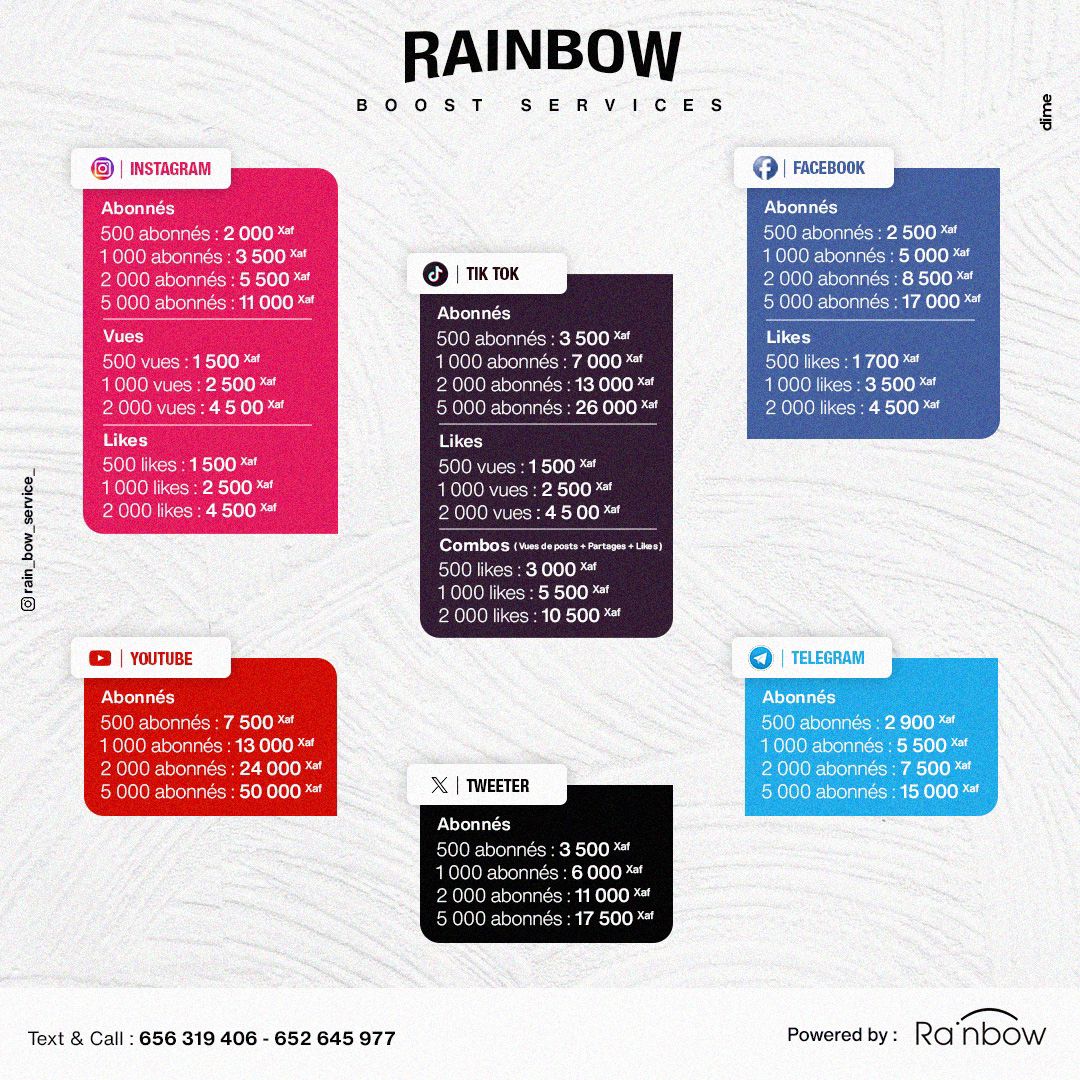 RAINBOW
BOOST SERVICES
dime
INSTAGRAM
Abonnés
500 abonnés : 2 000 Xaf
1 000 abonnés : 3 500 Xaf
2 000 abonnés : 5 500 Xaf
5 000 abonnés : 11 000 Xaf
Vues
500 vues : 1 500 Xaf
1 000 vues : 2 500 Xaf
2 000 vues : 4 5 00 Xaf
Likes
500 likes : 1 500 Xaf
1 000 likes : 2 500 Xaf
2 000 likes : 4 500 Xaf
TIK TOK
Abonnés
500 abonnés : 3 500 Xaf
1 000 abonnés : 7 000 Xaf
2 000 abonnés : 13 000 Xaf
5 000 abonnés : 26 000 Xaf
Likes
500 vues : 1 500 Xaf
1 000 vues : 2 500 Xaf
2 000 vues : 4 5 00 Xaf
Combos (Vues de posts + Partages + Likes)
500 likes : 3 000 Xaf
1 000 likes : 5 500 Xaf
2 000 likes : 10 500 Xaf
FACEBOOK
Abonnés
500 abonnés : 2 500 Xaf
1 000 abonnés : 5 000 Xaf
2 000 abonnés : 8 500 Xaf
5 000 abonnés : 17 000 Xaf
Likes
500 likes : 1 700 Xaf
1 000 likes : 3 500 Xaf
2 000 likes : 4 500 Xaf
rain_bow_service_
YOUTUBE
Abonnés
500 abonnés : 7 500 Xaf
1 000 abonnés : 13 000 Xaf
2 000 abonnés : 24 000 Xaf
5 000 abonnés : 50 000 Xaf
TWEETER
Abonnés
500 abonnés : 3 500 Xaf
1 000 abonnés : 6 000 Xaf
2 000 abonnés : 11 000 Xaf
5 000 abonnés : 17 500 Xaf
TELEGRAM
Abonnés
500 abonnés : 2 900 Xaf
1 000 abonnés : 5 500 Xaf
2 000 abonnés : 7 500 Xaf
5 000 abonnés : 15 000 Xaf
Text & Call : 656 319 406 - 652 645 977
Powered by : Rainbow